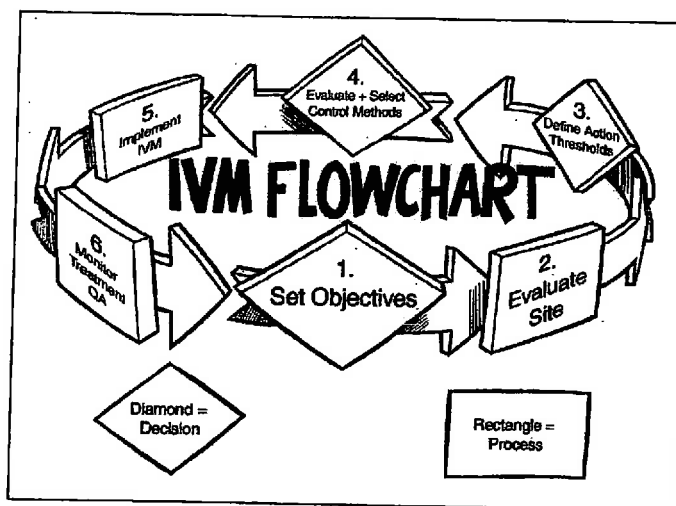 4.
Evaluate + Select
Control Methods
5.
Implement
IVM
3.
Define Action
Thresholds
IVM FLOWCHART
6.
Monitor
Treatment
QA
1.
Set Objectives
2.
Evaluate
Site
Diamond =
Decision
Rectangle =
Process